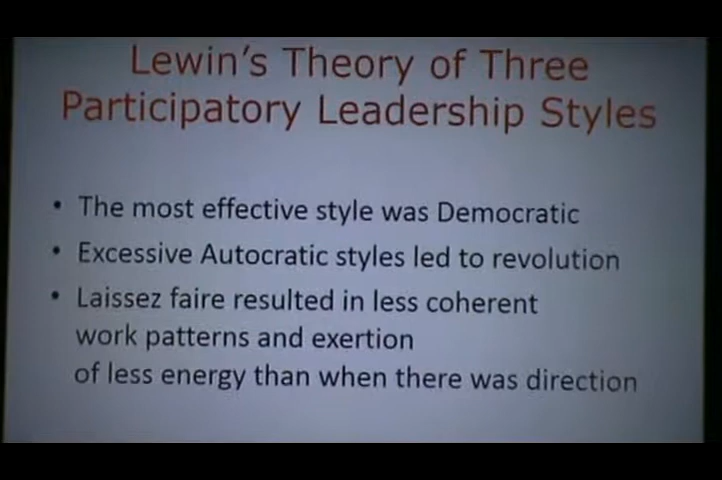 Lewin's Theory of Three
Participatory Leadership Styles
• The most effective style was Democratic
• Excessive Autocratic styles led to revolution
• Laissez faire resulted in less coherent
work patterns and exertion
of less energy than when there was direction